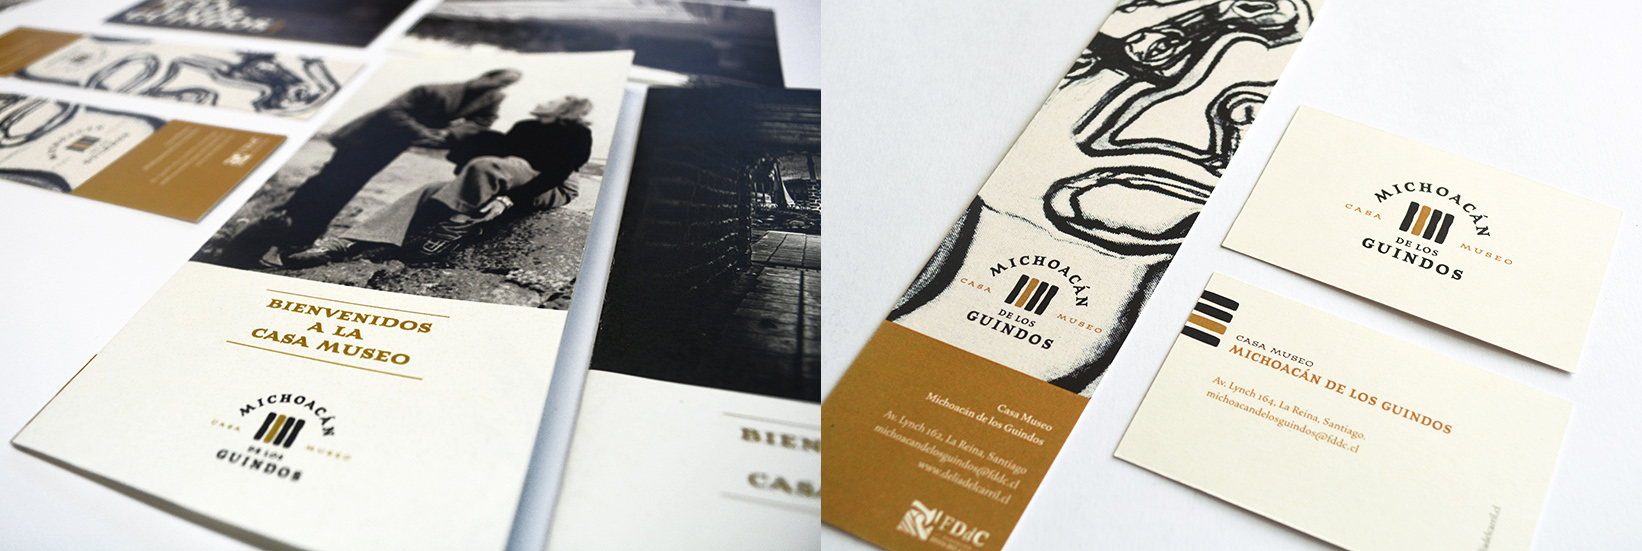 GUINDOS
MICHOACÁN
GUINDOS
BIENVENIDOS
A LA
CASA MUSEO
MICHOACÁN
CASA
MUSEO
DE LOS
GUINDOS
BIEN
CASA
MICHOACÁN
CASA
MUSEO
DE LOS
GUINDOS
Casa Museo
Michoacán de los Guindos
Av. Lynch 162, La Reina, Santiago
michoacandelosguindos@fddc.cl
www.deliadelcarril.cl
FDdC
MICHOACÁN
CASA
MUSEO
DE LOS
GUINDOS
CASA MUSEO
MICHOACÁN DE LOS GUINDOS
Av. Lynch 164, La Reina, Santiago.
michoacandelosguindos@fddc.cl